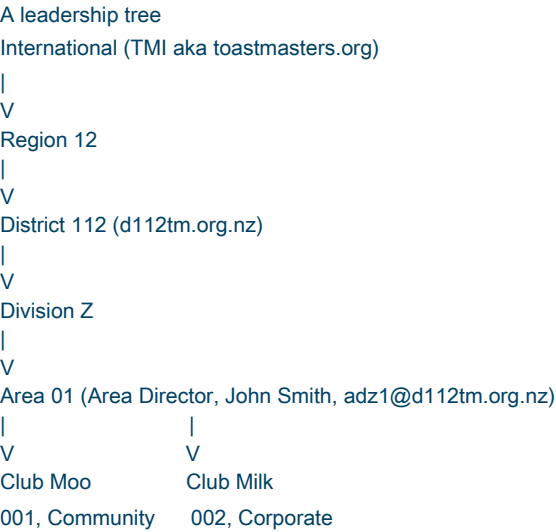 A leadership tree
International (TMI aka toastmasters.org)
|
V
Region 12
|
V
District 112 (d112tm.org.nz)
|
V
Division Z
|
V
Area 01 (Area Director, John Smith, adz1@d112tm.org.nz)
| |
V V
Club Moo Club Milk
001, Community 002, Corporate